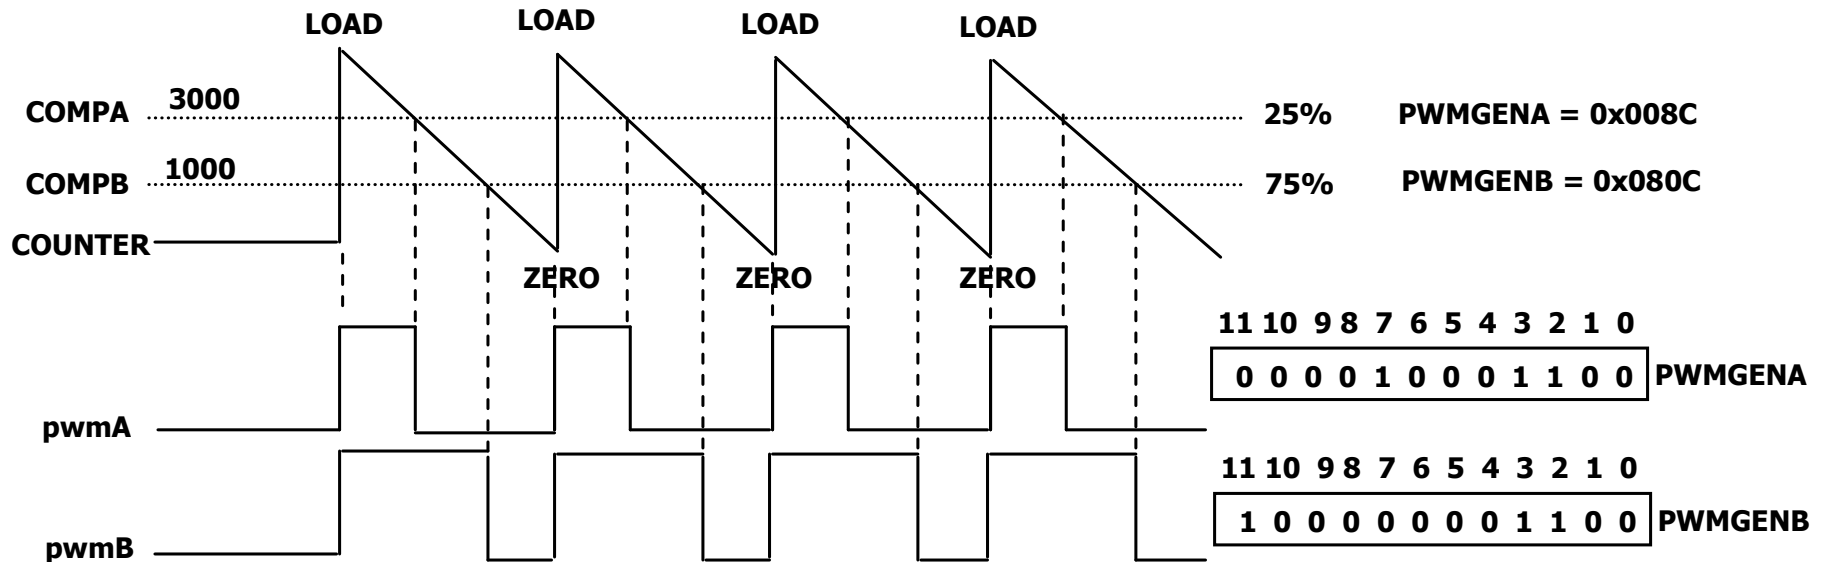 LOAD LOAD LOAD LOAD
COMPA 3000 25% PWMGENA = 0x008C
COMPB 1000 75% PWMGENB = 0x080C
COUNTER
ZERO ZERO ZERO
11 10 9 8 7 6 5 4 3 2 1 0
0 0 0 0 1 0 0 0 1 1 0 0 PWMGENA
pwmA
11 10 9 8 7 6 5 4 3 2 1 0
1 0 0 0 0 0 0 0 1 1 0 0 PWMGENB
pwmB